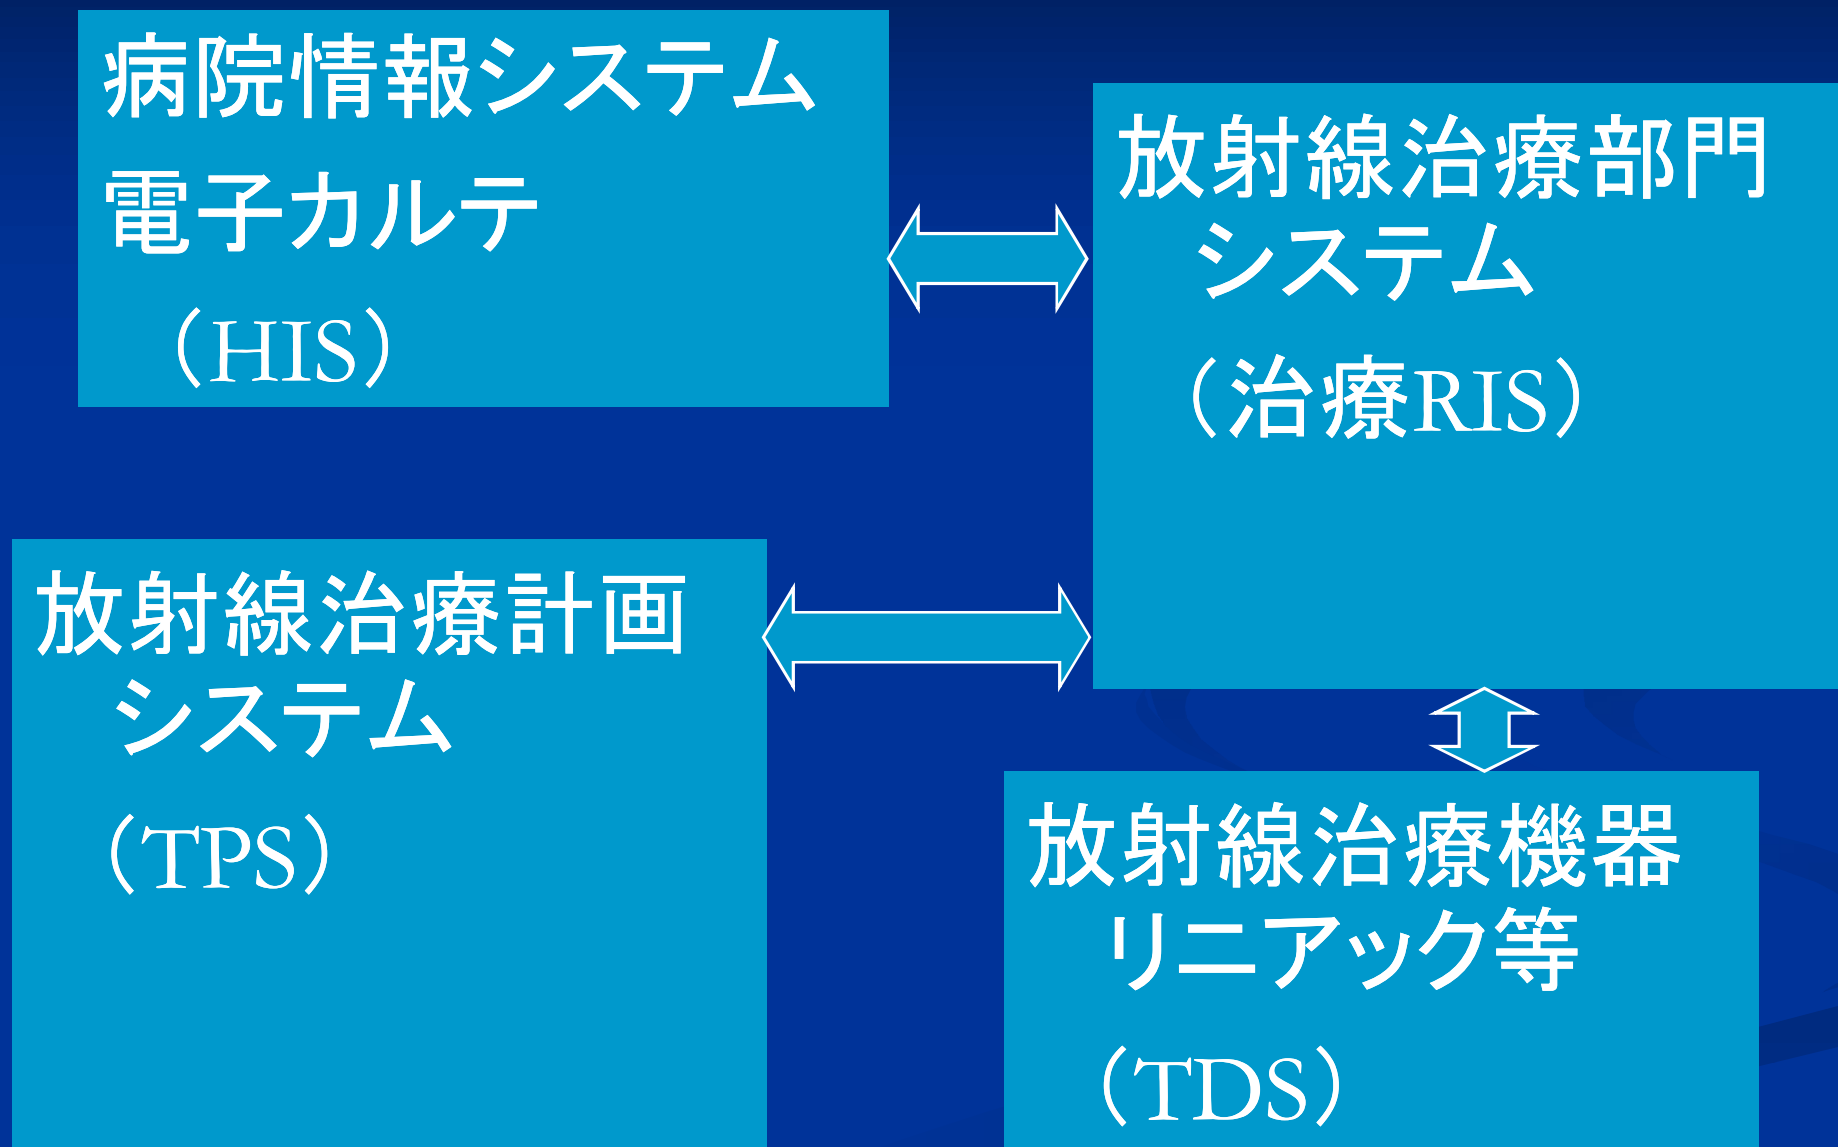 病院情報システム
電子カルテ
（HIS）
放射線治療部門
システム
（治療RIS）
放射線治療計画
システム
（TPS）
放射線治療機器
リニアック等
（TDS）